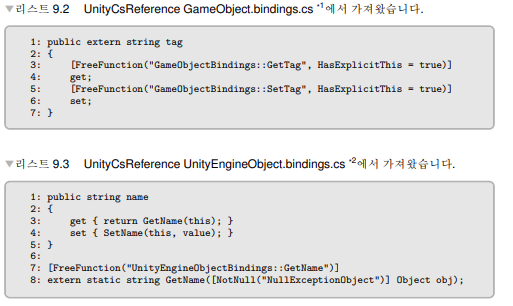 ▼리스트 9.2 UnityCsReference GameObject.bindings.cs *1에서 가져왔습니다.
1: public extern string tag
2: {
3: [FreeFunction("GameObjectBindings::GetTag", HasExplicitThis = true)]
4: get;
5: [FreeFunction("GameObjectBindings::SetTag", HasExplicitThis = true)]
6: set;
7: }
▼리스트 9.3 UnityCsReference UnityEngineObject.bindings.cs *2에서 가져왔습니다.
1: public string name
2: {
3: get { return GetName(this); }
4: set { SetName(this, value); }
5: }
6:
7: [FreeFunction("UnityEngineObjectBindings::GetName")]
8: extern static string GetName([NotNull("NullExceptionObject")] Object obj);